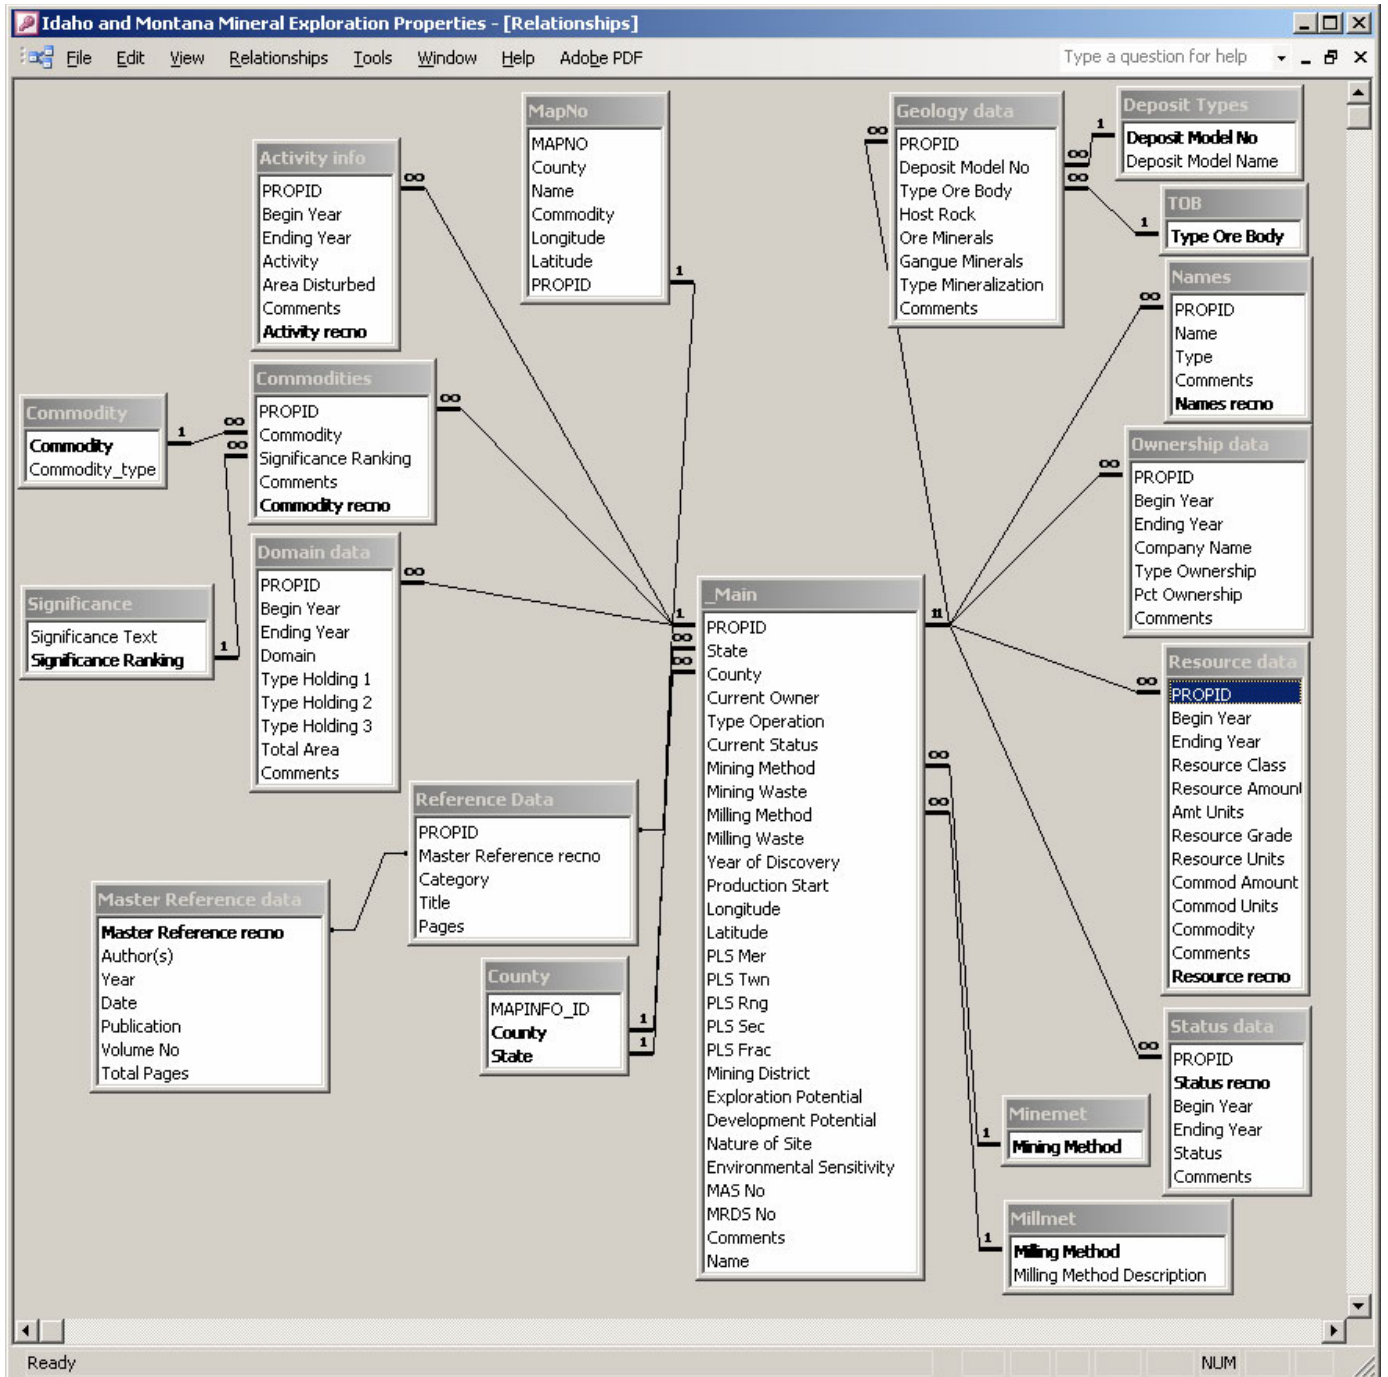 Idaho and Montana Mineral Exploration Properties - [Relationships]
File Edit View Relationships Tools Window Help Adobe PDF
Type a question for help
MapNo
MAPNO
County
Name
Commodity
Longitude
Latitude
PROPID
1
Activity info
PROPID
Begin Year
Ending Year
Activity
Area Disturbed
Comments
Activity recno
∞
Commodities
PROPID
Commodity
Significance Ranking
Comments
Commodity recno
∞
∞
∞
Commodity
Commodity
Commodity_type
1
Significance
Significance Text
Significance Ranking
1
Domain data
PROPID
Begin Year
Ending Year
Domain
Type Holding 1
Type Holding 2
Type Holding 3
Total Area
Comments
∞
Reference Data
PROPID
Master Reference recno
Category
Title
Pages
Master Reference data
Master Reference recno
Author(s)
Year
Date
Publication
Volume No
Total Pages
County
MAPINFO_ID
County
State
1
1
_Main
PROPID
State
County
Current Owner
Type Operation
Current Status
Mining Method
Mining Waste
Milling Method
Milling Waste
Year of Discovery
Production Start
Longitude
Latitude
PLS Mer
PLS Twn
PLS Rng
PLS Sec
PLS Frac
Mining District
Exploration Potential
Development Potential
Nature of Site
Environmental Sensitivity
MAS No
MRDS No
Comments
Name
1
∞
∞
11
∞
∞
Geology data
PROPID
Deposit Model No
Type Ore Body
Host Rock
Ore Minerals
Gangue Minerals
Type Mineralization
Comments
∞
∞
∞
Deposit Types
Deposit Model No
Deposit Model Name
1
TOB
Type Ore Body
1
Names
PROPID
Name
Type
Comments
Names recno
∞
Ownership data
PROPID
Begin Year
Ending Year
Company Name
Type Ownership
Pct Ownership
Comments
∞
Resource data
PROPID
Begin Year
Ending Year
Resource Class
Resource Amount
Amt Units
Resource Grade
Resource Units
Commod Amount
Commod Units
Commodity
Comments
Resource recno
∞
Status data
PROPID
Status recno
Begin Year
Ending Year
Status
Comments
∞
Minemet
Mining Method
1
Millmet
Milling Method
Milling Method Description
1
Ready
NUM